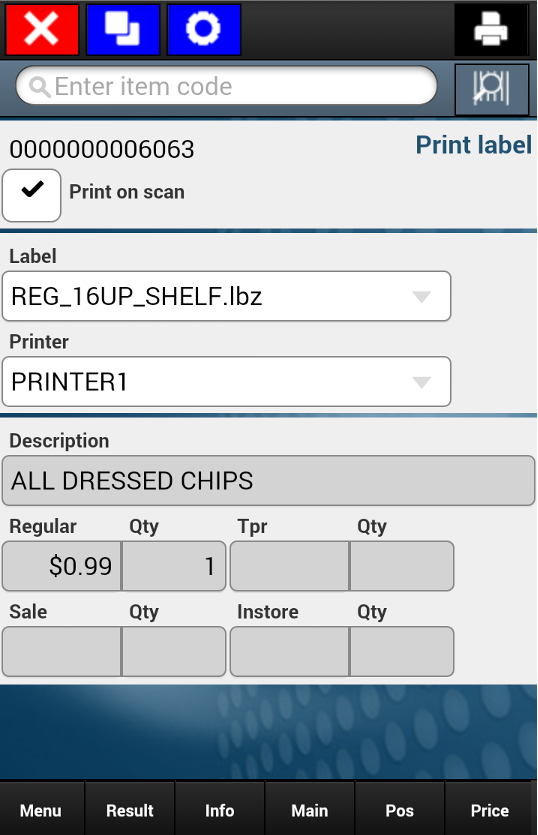 Enter item code
0000000006063
Print label
Print on scan
Label
REG_16UP_SHELF.lbz
Printer
PRINTER1
Description
ALL DRESSED CHIPS
Regular Qty Tpr Qty
$0.99 1
Sale Qty Instore Qty
Menu Result Info Main Pos Price